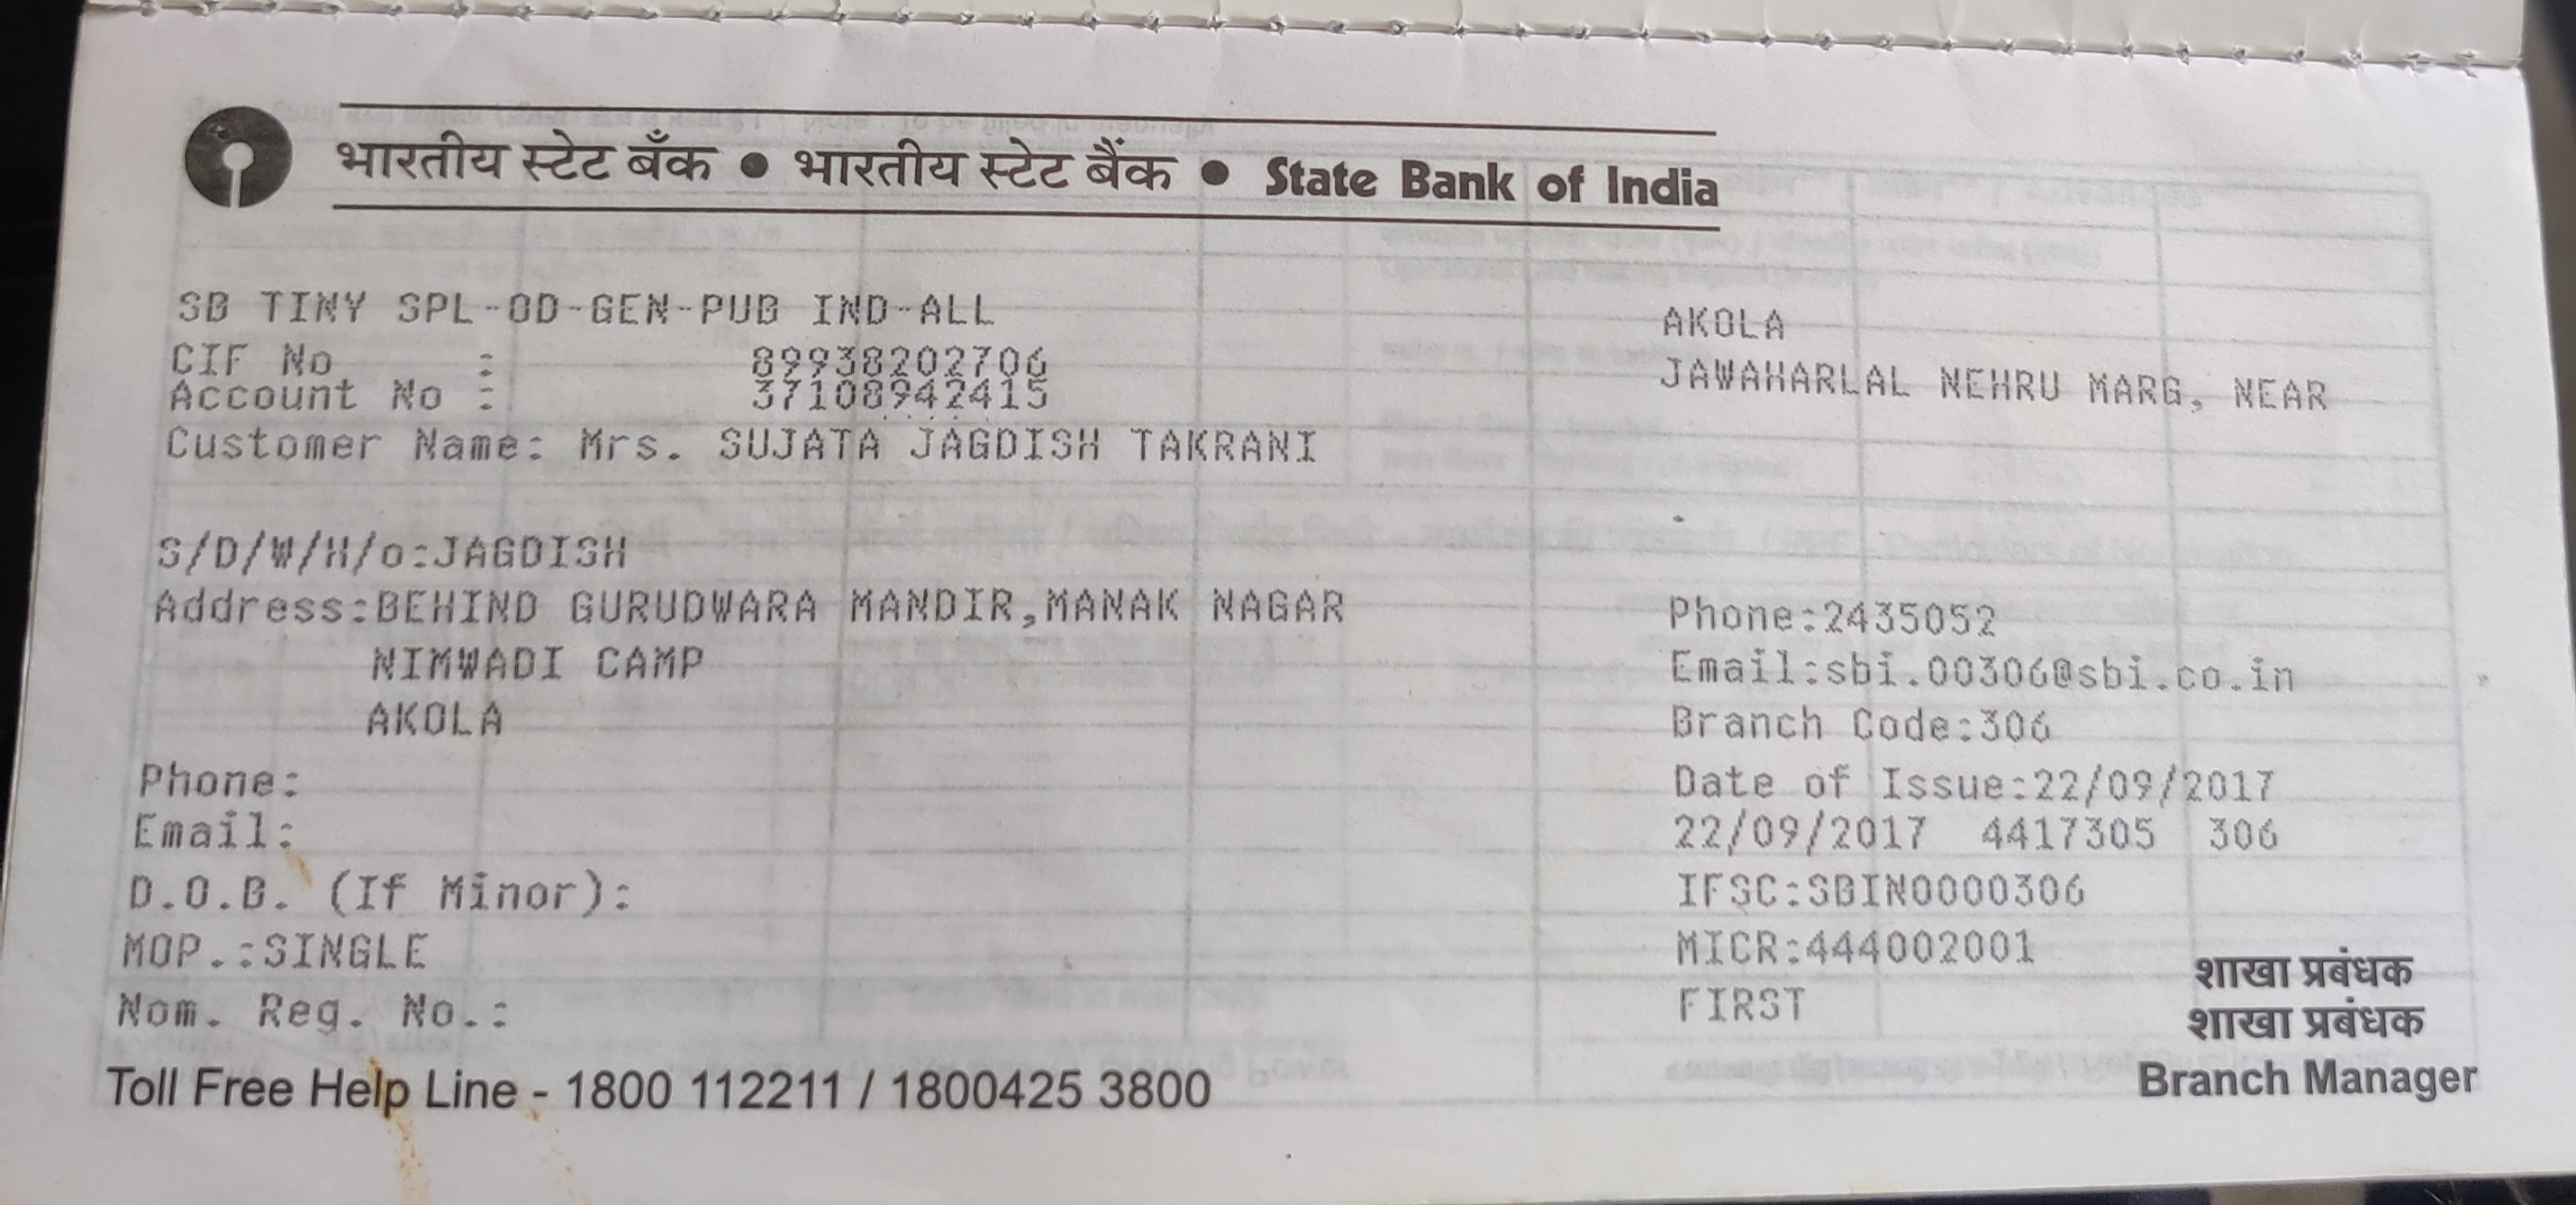 भारतीय स्टेट बँक ● भारतीय स्टेट बैंक ● State Bank of India
SB TINY SPL-OD-GEN-PUB IND-ALL
CIF No : 89938202706
Account No : 37108942415
Customer Name: Mrs. SUJATA JAGDISH TAKRANI
S/D/W/H/o:JAGDISH
Address:BEHIND GURUDWARA MANDIR,MANAK NAGAR
NIMWADI CAMP
AKOLA
Phone:
Email:
D.O.B. (If Minor):
MOP.:SINGLE
Nom. Reg. No.:
Toll Free Help Line - 1800 112211 / 1800425 3800
AKOLA
JAWAHARLAL NEHRU MARG, NEAR
Phone:2435052
Email:sbi.00306@sbi.co.in
Branch Code:306
Date of Issue:22/09/2017
22/09/2017 4417305 306
IFSC:SBIN0000306
MICR:444002001
FIRST
शाखा प्रबंधक
शाखा प्रबंधक
Branch Manager